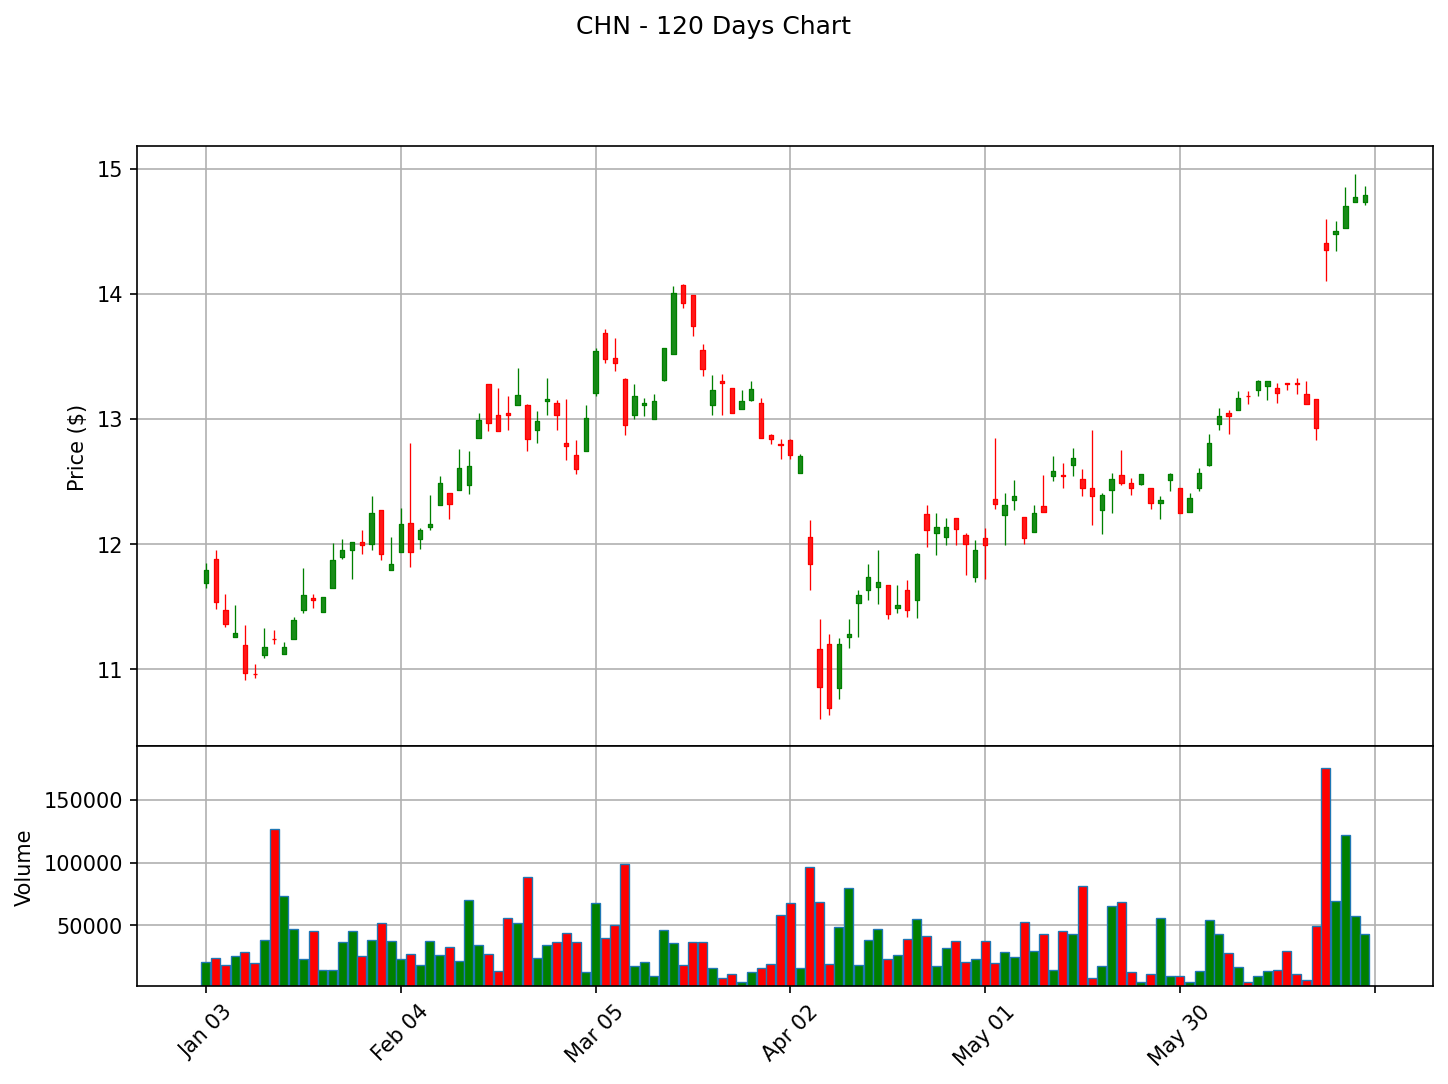 CHN - 120 Days Chart
15
14
13
12
11
Price ($)
150000
100000
50000
Volume
Jan 03
Feb 04
Mar 05
Apr 02
May 01
May 30